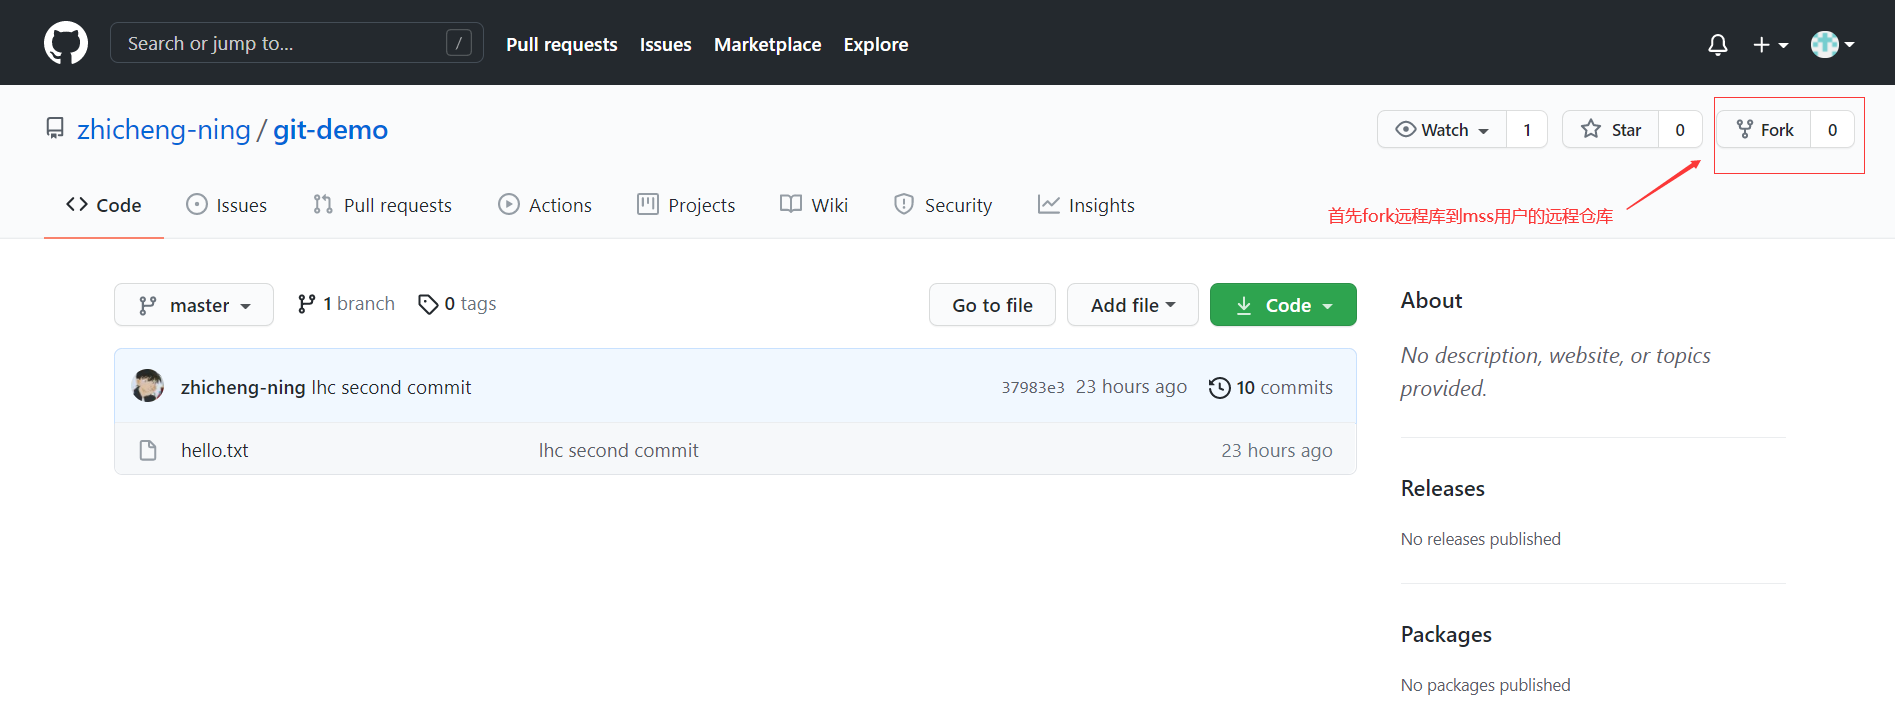 Search or jump to... /
Pull requests Issues Marketplace Explore
zhicheng-ning / git-demo
Watch 1 Star 0 Fork 0
Code Issues Pull requests Actions Projects Wiki Security Insights
首先fork远程库到mss用户的远程仓库
master 1 branch 0 tags Go to file Add file Code
zhicheng-ning lhc second commit 37983e3 23 hours ago 10 commits
hello.txt lhc second commit 23 hours ago
About
No description, website, or topics
provided.
Releases
No releases published
Packages
No packages published